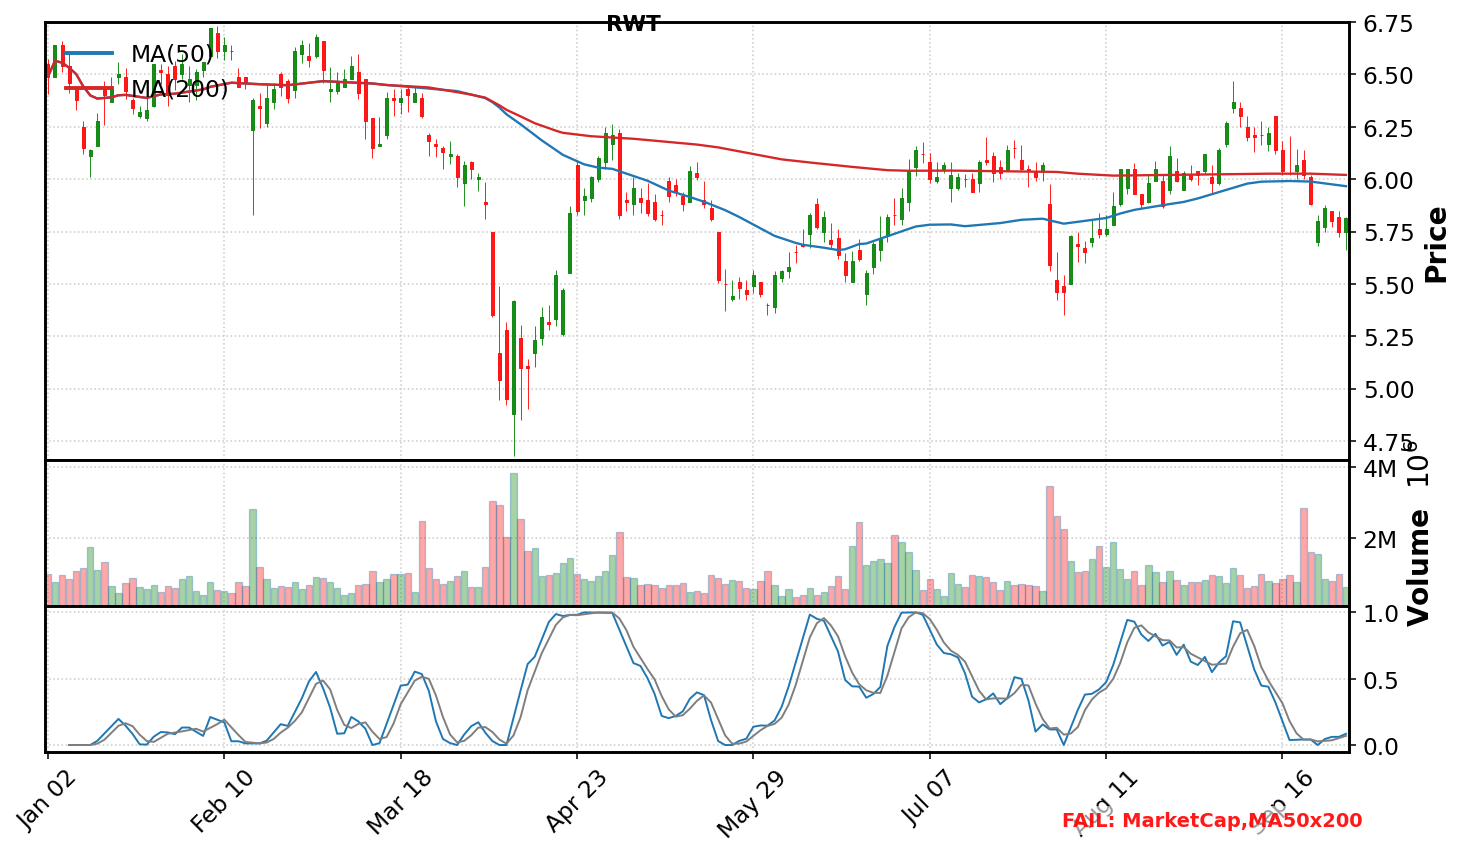 RWT
MA(50)
MA(200)
6.75
6.50
6.25
6.00
5.75
5.50
5.25
5.00
4.75
Price
4M
2M
Volume 10⁶
1.0
0.5
0.0
Jan 02
Feb 10
Mar 18
Apr 23
May 29
Jul 07
Aug 11
Sep 16
FAIL: MarketCap,MA50x200